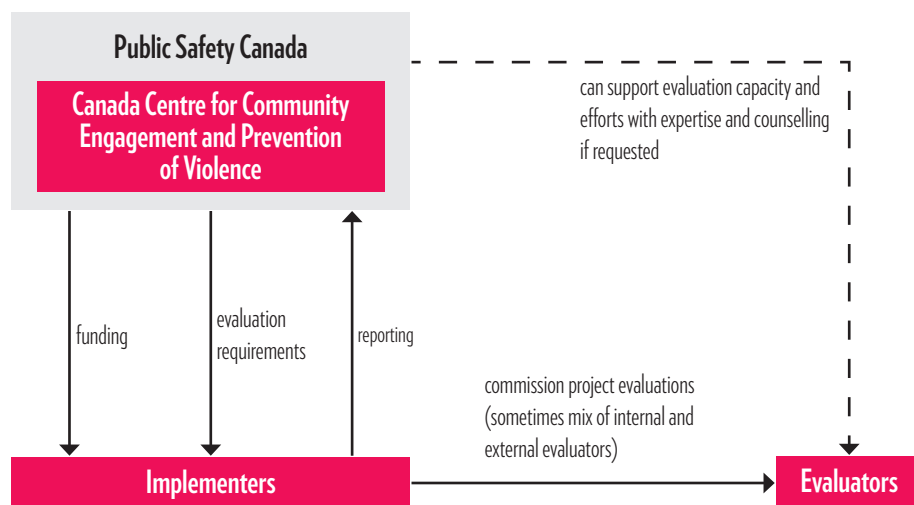 Public Safety Canada
Canada Centre for Community
Engagement and Prevention
of Violence
can support evaluation capacity and
efforts with expertise and counselling
if requested
funding
evaluation
requirements
reporting
commission project evaluations
(sometimes mix of internal and
external evaluators)
Implementers
Evaluators